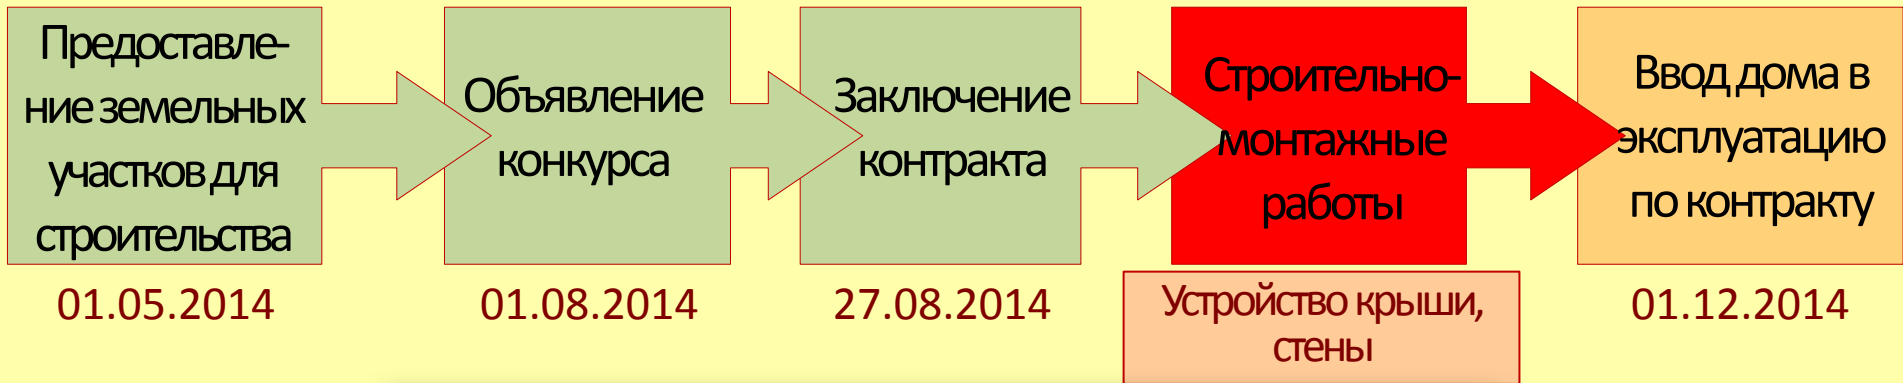 Предоставле-
ние земельных
участков для
строительства
01.05.2014
Объявление
конкурса
01.08.2014
Заключение
контракта
27.08.2014
Строительно-
монтажные
работы
Устройство крыши,
стены
Ввод дома в
эксплуатацию
по контракту
01.12.2014